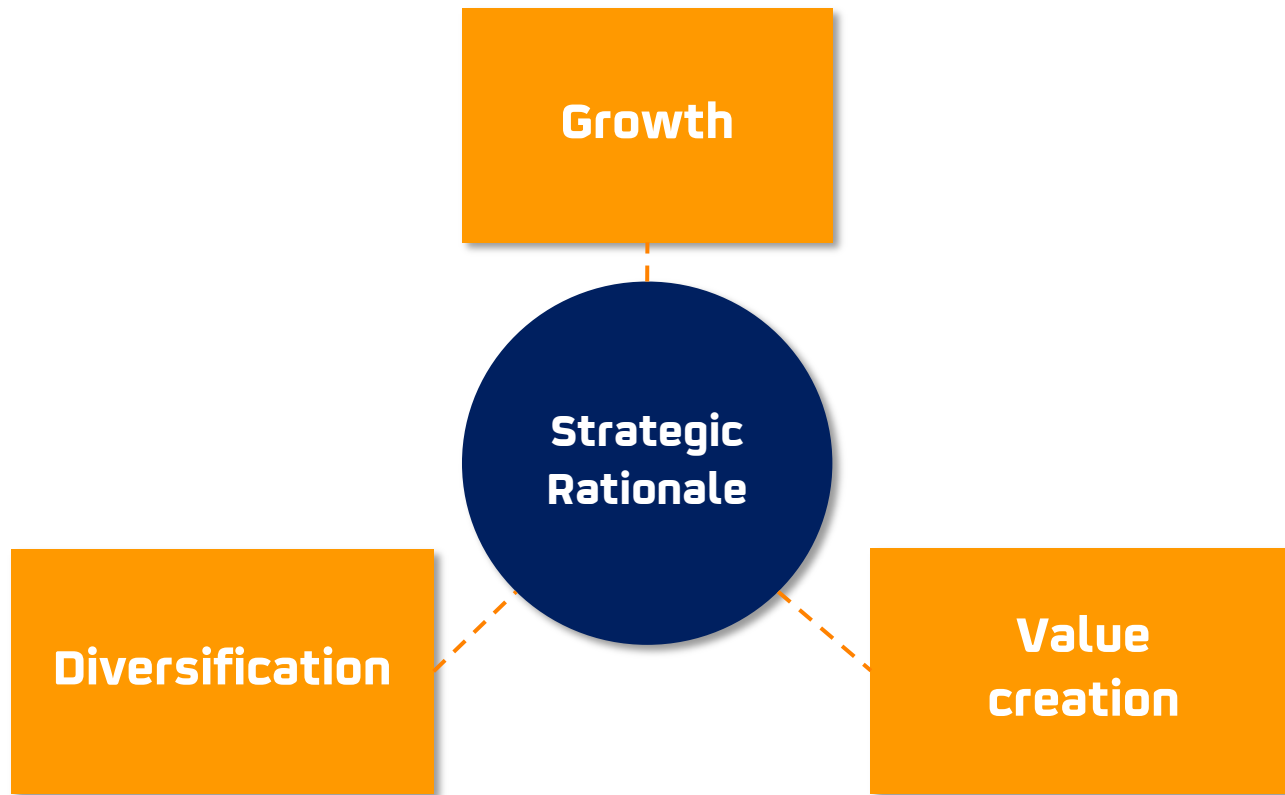 Growth
Strategic
Rationale
Diversification
Value
creation